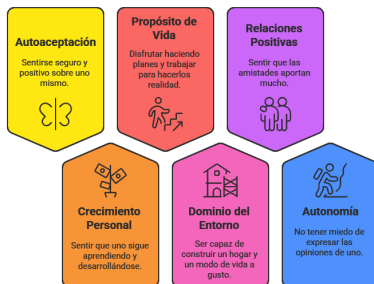 Autoaceptación
Sentirse seguro y
positivo sobre uno
mismo.
Propósito de
Vida
Disfrutar haciendo
planes y trabajar
para hacerlos
realidad.
Relaciones
Positivas
Sentir que las
amistades aportan
mucho.
Crecimiento
Personal
Sentir que uno sigue
aprendiendo y
desarrollándose.
Dominio del
Entorno
Ser capaz de
construir un hogar y
un modo de vida a
gusto.
Autonomía
No tener miedo de
expresar las
opiniones de uno.